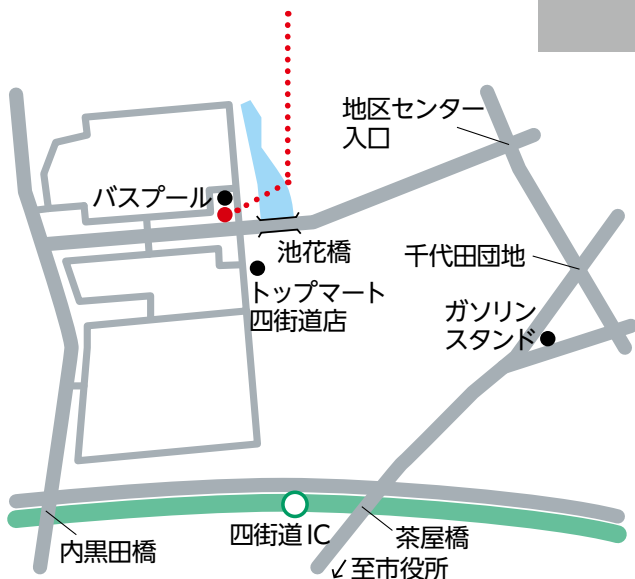 地区センター
入口
バスプール
池花橋
千代田団地
トップマート
四街道店
ガソリン
スタンド
四街道IC
茶屋橋
内黒田橋
↙至市役所